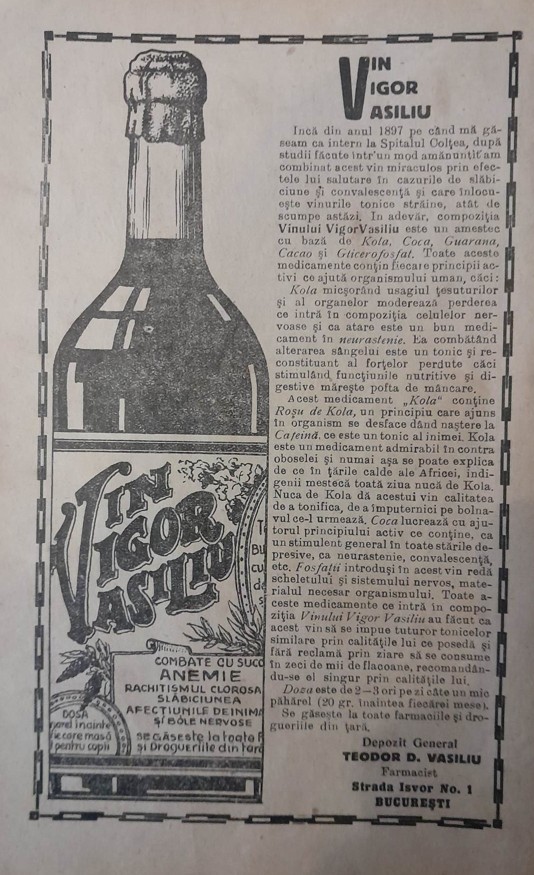 VIN
VIGOR
VASILIU
Incă din anul 1897 pe când mă gă-
seam ca intern la Spitalul Colțea, după
studii făcute într'un mod amănunțit am
combinat acest vin miraculos prin efec-
tele lui salutare în cazurile de slăbi-
ciune și convalescență și care înlocu-
ește vinurile tonice străine, atât de
scumpe astăzi. In adevăr, compoziția
Vinului VigorVasiliu este un amestec
cu bază de Kola, Coca, Guarana,
Cacao și Glicerofosfat. Toate aceste
medicamente conțin fiecare principii ac-
tivi ce ajută organismului uman, căci:
Kola micșorând usagiul țesuturilor
și al organelor moderează perderea
ce intră în compoziția celulelor ner-
voase și ca atare este un bun medi-
cament în neurastenie. Ea combătând
alterarea sângelui este un tonic și re-
constituant al forțelor perdute căci
stimulând, funcțiunile nutritive și di-
gestive mărește pofta de mâncare.
Acest medicament „Kola" conține
Roșu de Kola, un principiu care ajuns
în organism se desface dând naștere la
Cafeină, ce este un tonic al inimei. Kola
este un medicament admirabil în contra
oboselei și numai așa se poate explica
de ce în țările calde ale Africei, indi-
genii mestecă toată ziua nucă de Kola.
Nuca de Kola dă acestui vin calitatea
de a tonifica, de a împuternici pe bolna-
vul ce-l urmează. Coca lucrează cu aju-
torul principiului activ ce conține, ca
un stimulent general în toate stările de-
presive, ca neurastenie, convalescență,
etc. Fosfații introduși în acest vin redă
scheletului și sistemului nervos, mate-
rialul necesar organismului. Toate a-
ceste medicamente ce intră în compo-
ziția Vinului Vigor Vasiliu au făcut ca
acest vin să se impue tuturor tonicelor
similare prin calitățile lui ce posedă și
fără reclamă prin ziare să se consume
în zeci de mii de flacoane, recomandân-
du-se el singur prin calitățile lui.
Doza este de 2—3 ori pe zi câte un mic
păhărel (20 gr. înaintea fiecărei mese).
Se găsește la toate farmaciile și dro-
gueriile din țară.
Depozit General
TEODOR D. VASILIU
Farmacist
Strada Isvor No. 1
BUCUREȘTI
VIN
VIGOR
VASILIU
COMBATE CU SUCC
ANEMIE
RACHITISMUL CLOROSA
SLĂBICIUNEA
AFECTIUNILE DE INIMA
ȘI BOLE NERVOSE
se găsește la toate F
și Drogueriile din țară
DOSA
înainte
care masă
pentru copii